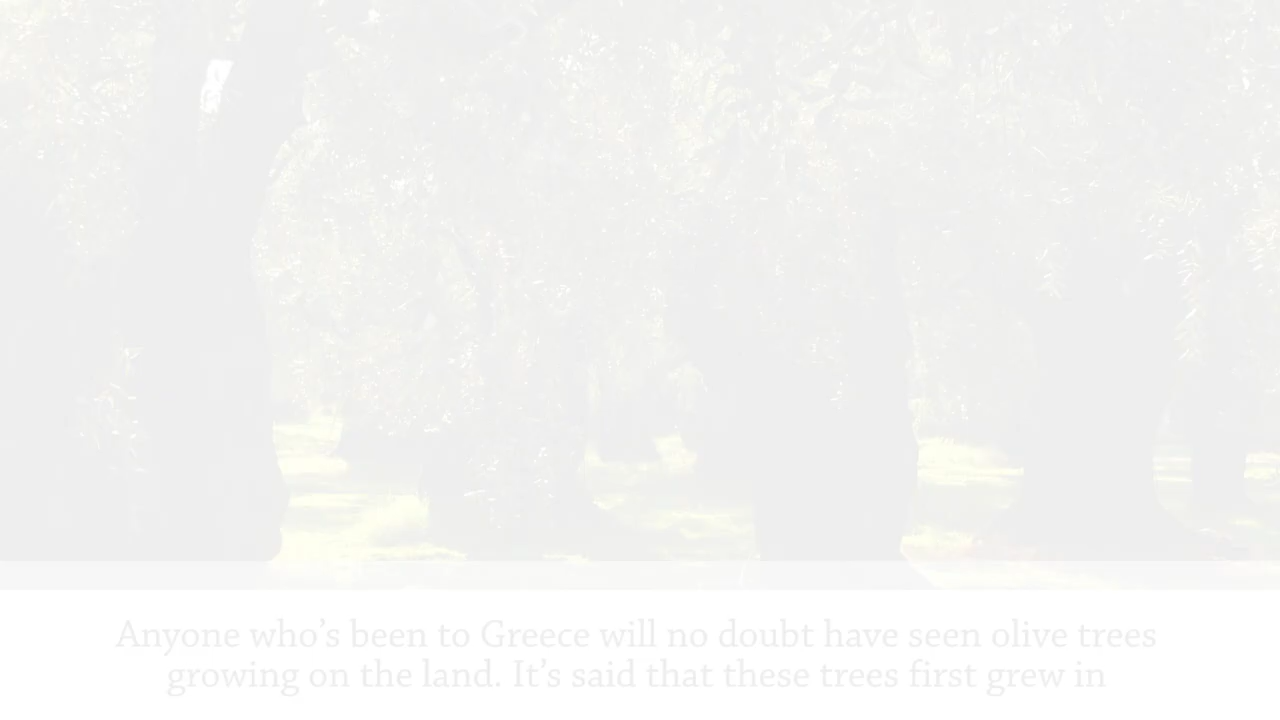 Anyone who’s been to Greece will no doubt have seen olive trees
growing on the land. It’s said that these trees first grew in